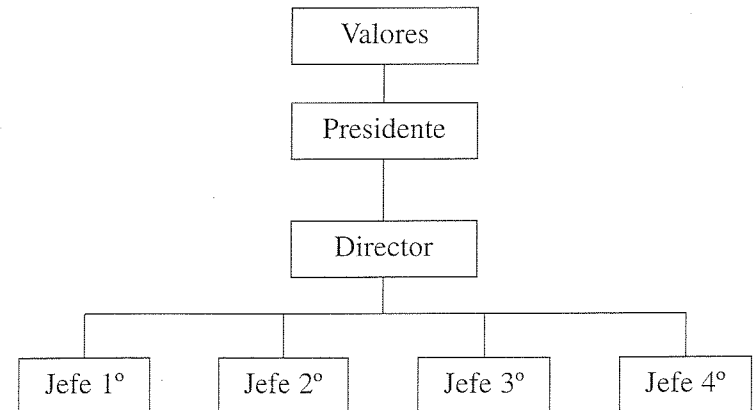 Valores
Presidente
Director
Jefe 1º
Jefe 2º
Jefe 3º
Jefe 4º